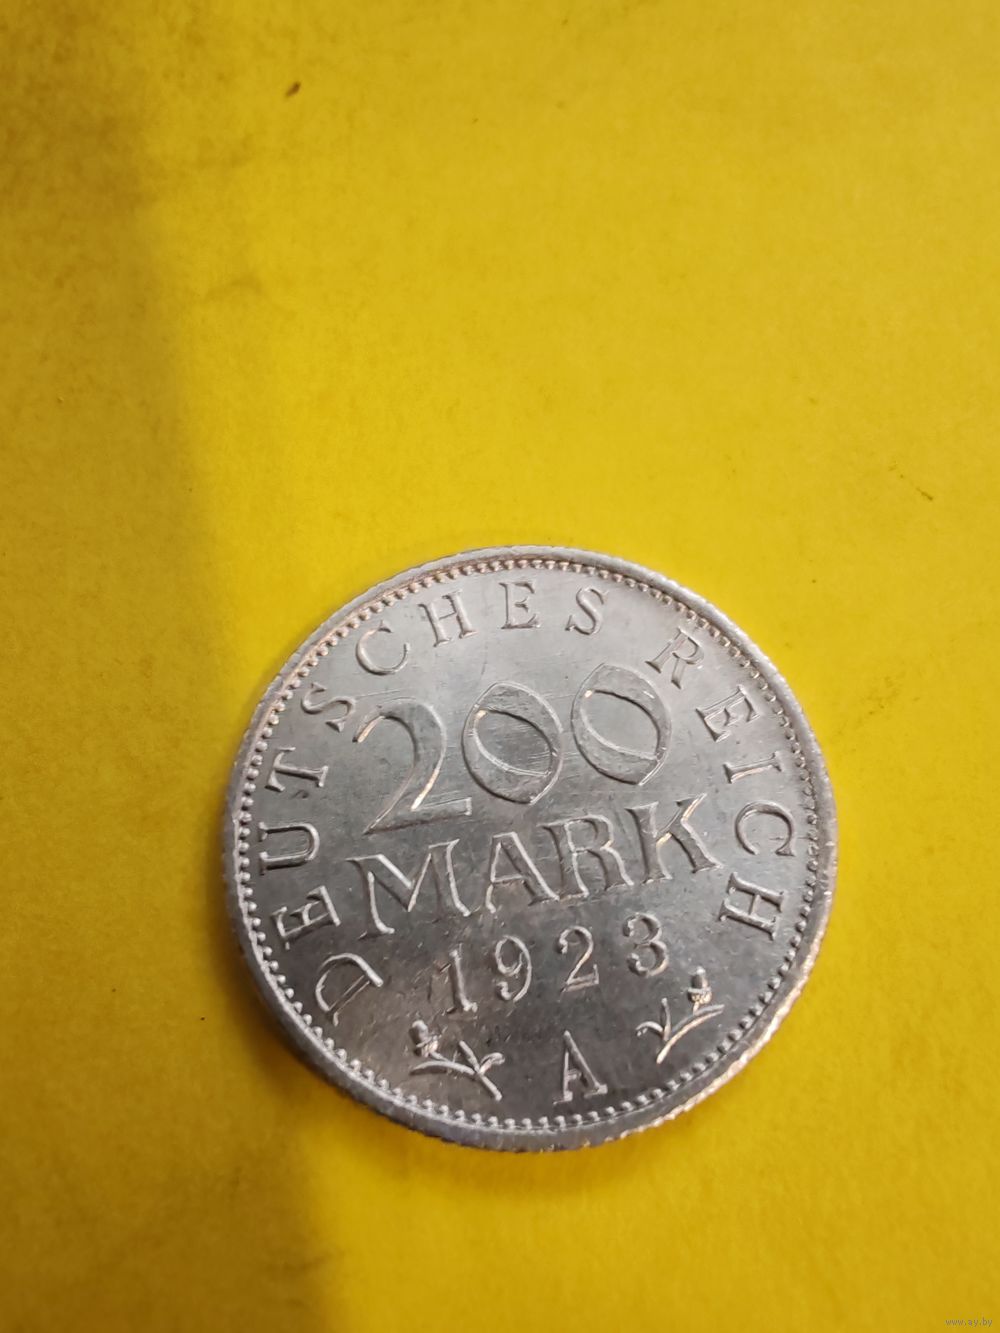 DEUTSCHES REICH
200
MARK
1923
A
www.ay.by